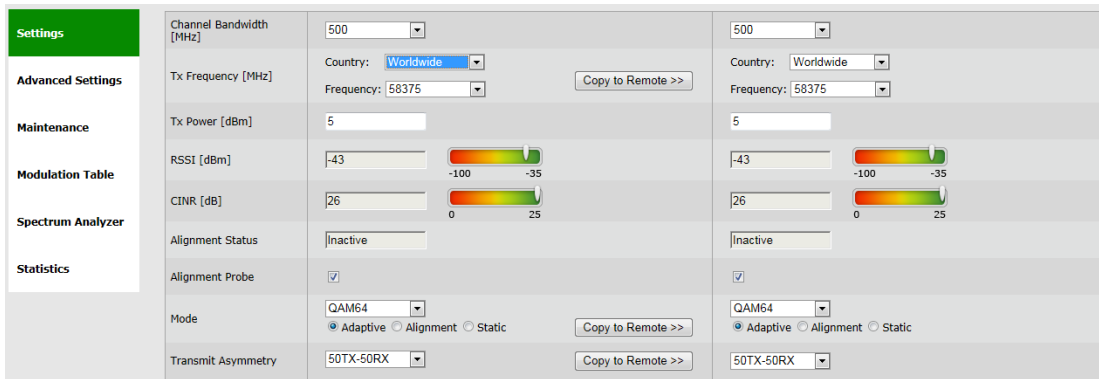 Settings
Advanced Settings
Maintenance
Modulation Table
Spectrum Analyzer
Statistics
Channel Bandwidth
[MHz]
500
500
Tx Frequency [MHz]
Country: Worldwide
Frequency: 58375
Copy to Remote >>
Country: Worldwide
Frequency: 58375
Tx Power [dBm]
5
5
RSSI [dBm]
-43
-100 -35
-43
-100 -35
CINR [dB]
26
0 25
26
0 25
Alignment Status
Inactive
Inactive
Alignment Probe
Mode
QAM64
Adaptive Alignment Static
Copy to Remote >>
QAM64
Adaptive Alignment Static
Transmit Asymmetry
50TX-50RX
Copy to Remote >>
50TX-50RX